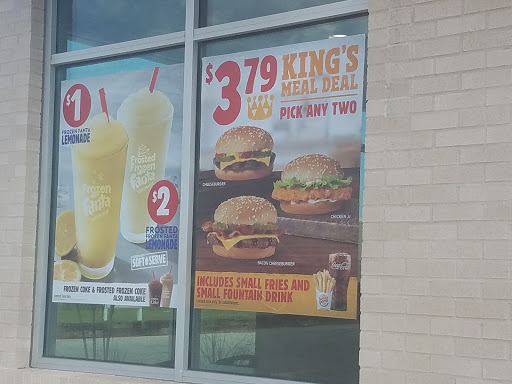 $1
FROZEN FANTA
LEMONADE
Frozen
Fanta
Frosted
Frozen
Fanta
$2
FROSTED
FROZEN FANTA
LEMONADE
SOFT SERVE
FROZEN COKE & FROSTED FROZEN COKE
ALSO AVAILABLE
$3 79
KING'S
MEAL DEAL
PICK ANY TWO
CHEESEBURGER
CHICKEN JR
BACON CHEESEBURGER
INCLUDES SMALL FRIES AND
SMALL FOUNTAIN DRINK